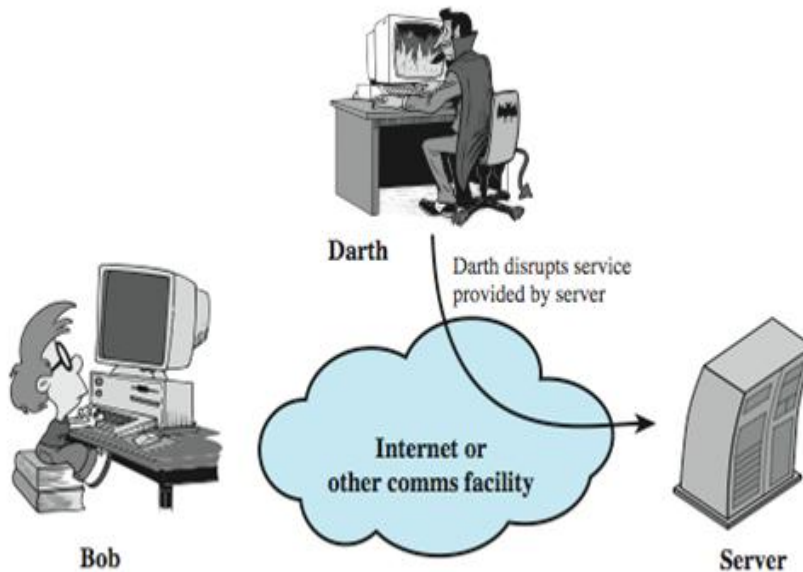 Darth
Darth disrupts service
provided by server
Internet or
other comms facility
Bob
Server